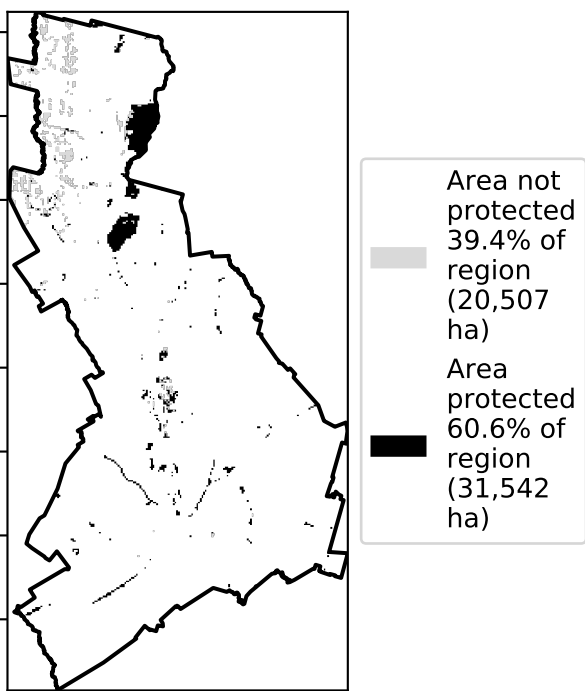 Area not
protected
39.4% of
region
(20,507
ha)
Area
protected
60.6% of
region
(31,542
ha)